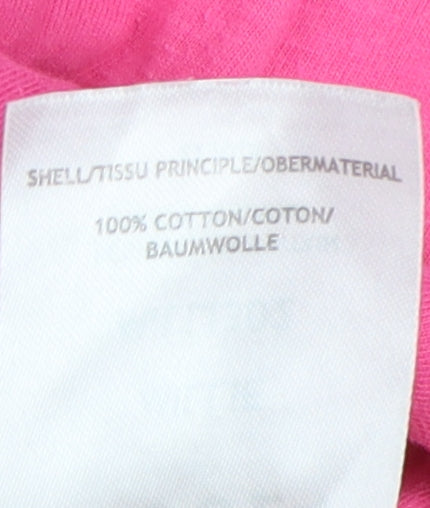 SHELL/TISSU PRINCIPLE/OBERMATERIAL
100% COTTON/COTON/
BAUMWOLLE